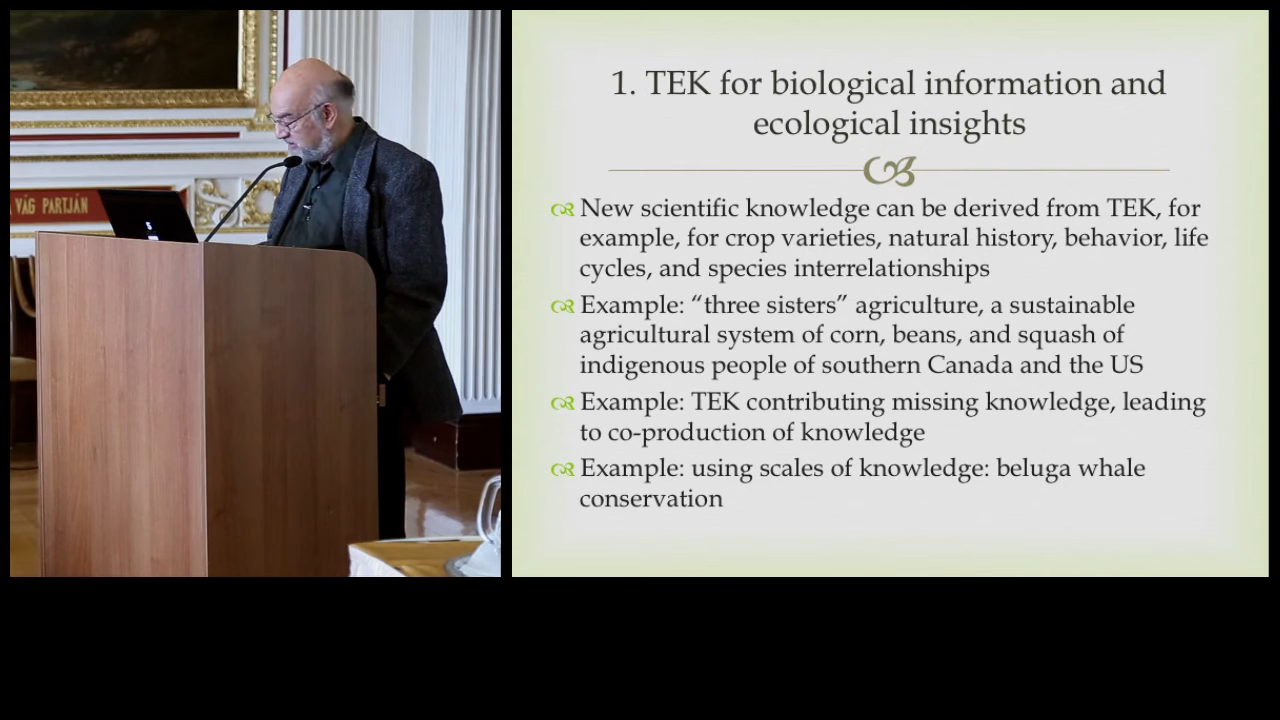 VÁG PARTJÁN
1. TEK for biological information and
ecological insights
New scientific knowledge can be derived from TEK, for
example, for crop varieties, natural history, behavior, life
cycles, and species interrelationships
Example: “three sisters” agriculture, a sustainable
agricultural system of corn, beans, and squash of
indigenous people of southern Canada and the US
Example: TEK contributing missing knowledge, leading
to co-production of knowledge
Example: using scales of knowledge: beluga whale
conservation